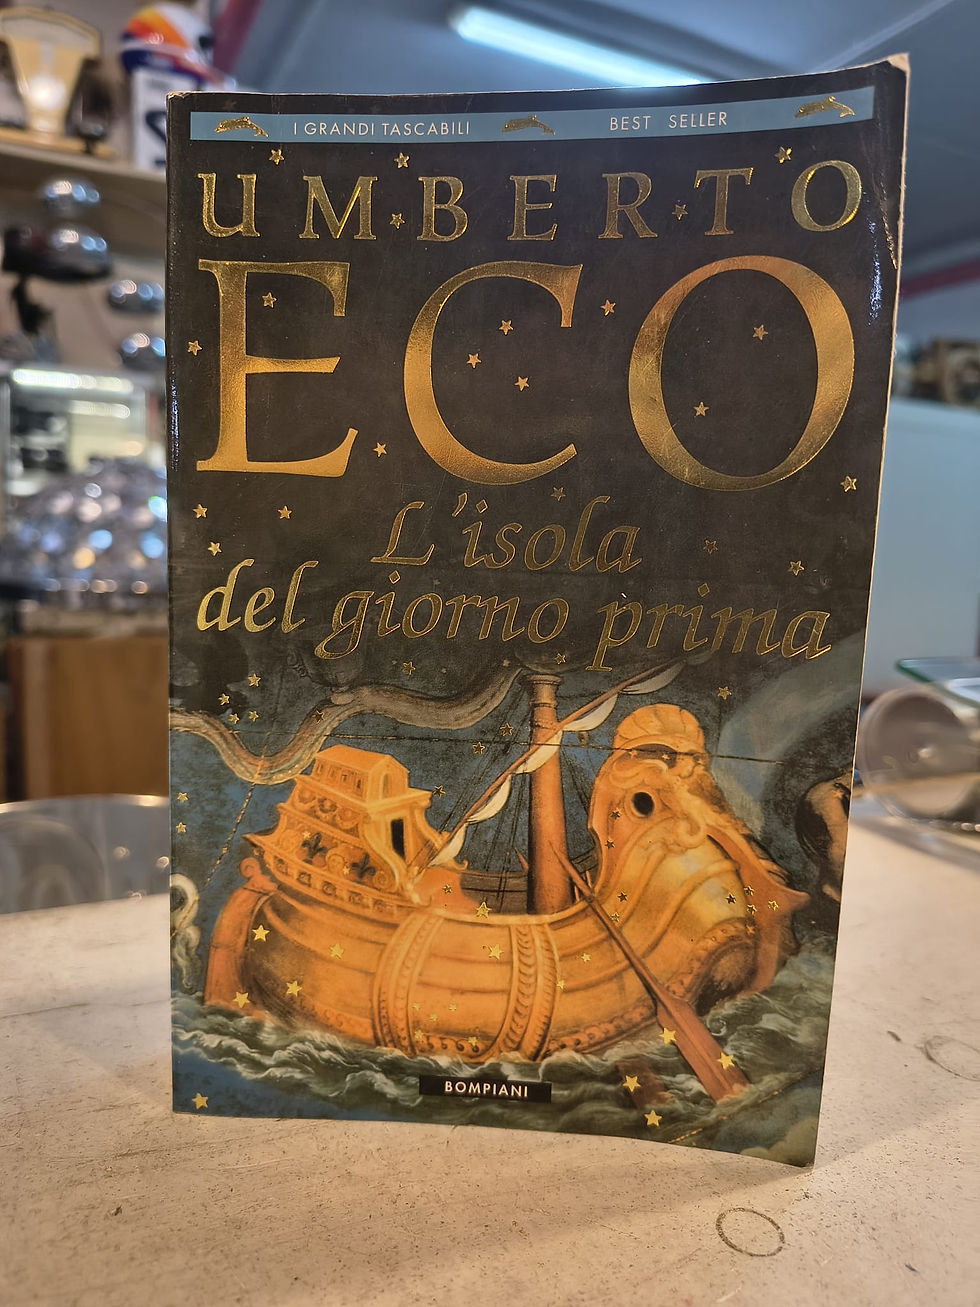 I GRANDI TASCABILI BEST SELLER
UMBERTO
ECO
L'isola
del giorno prima
BOMPIANI